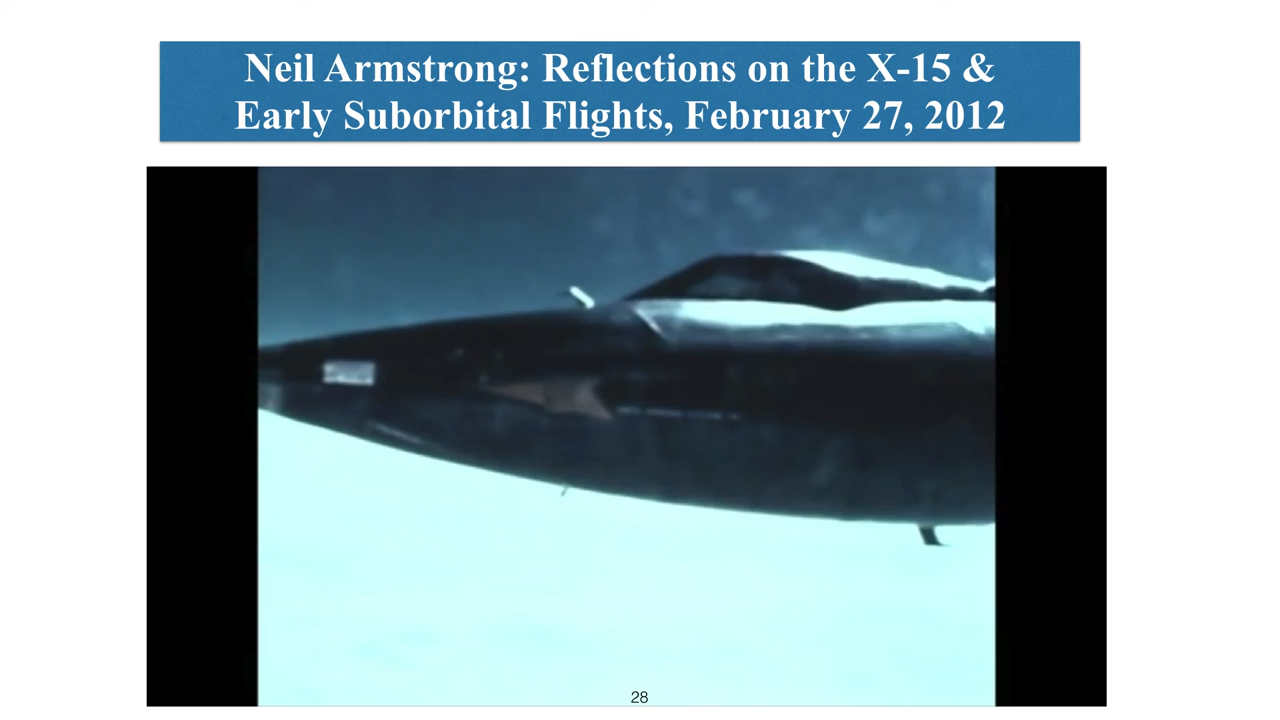 Neil Armstrong: Reflections on the X-15 &
Early Suborbital Flights, February 27, 2012
28